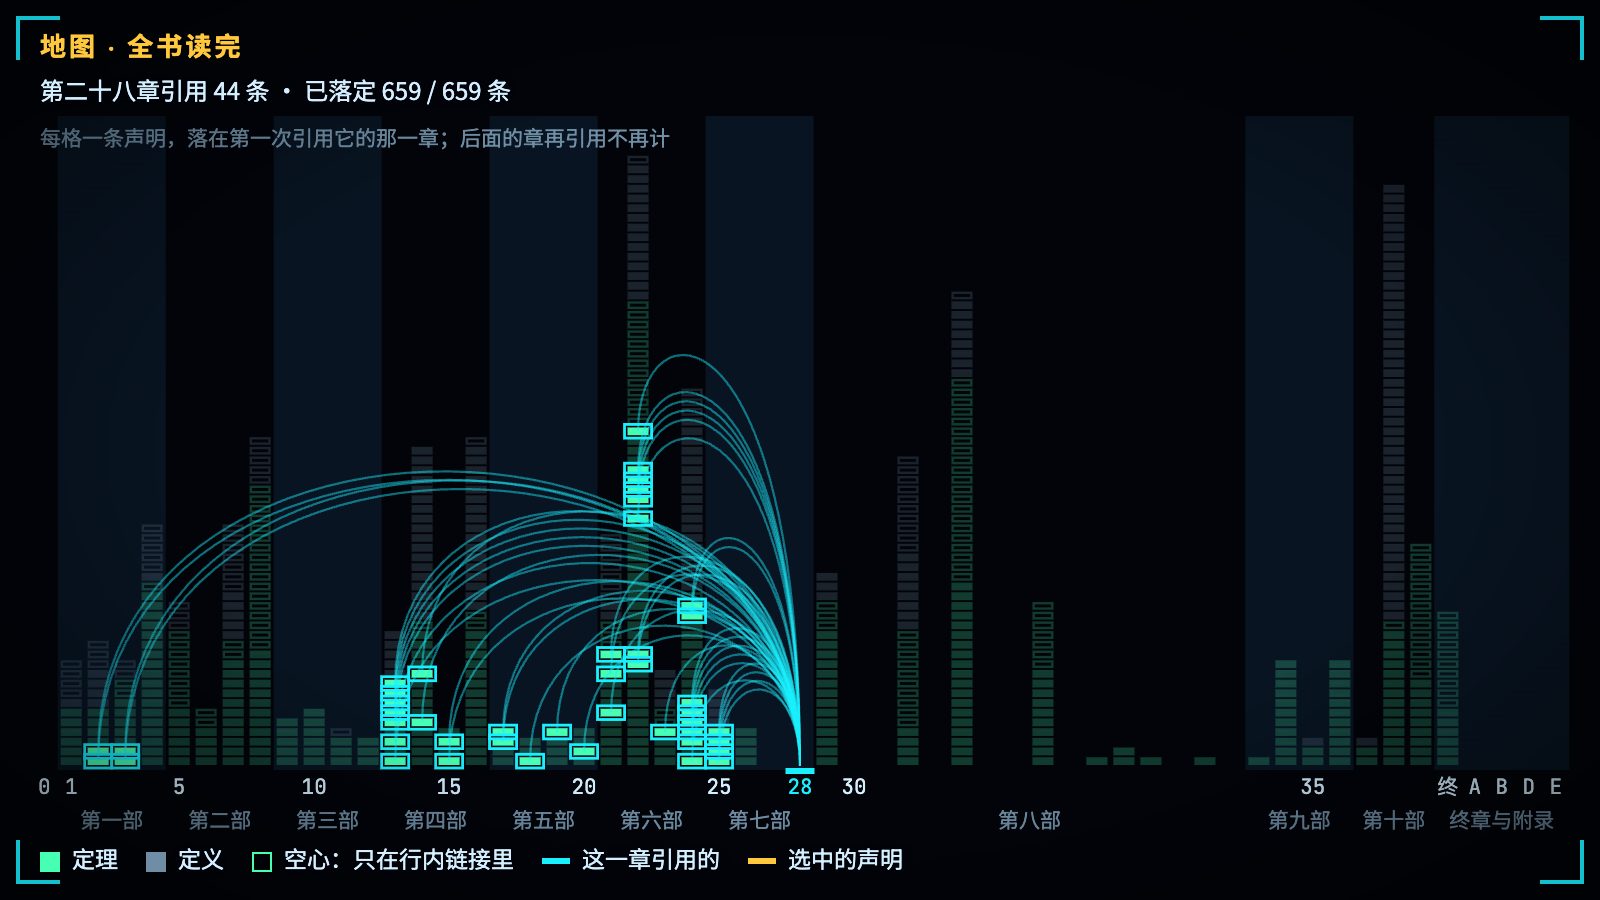 地图 · 全书读完
第二十八章引用 44 条 · 已落定 659 / 659 条
每格一条声明，落在第一次引用它的那一章；后面的章再引用不再计
0 1 5 10 15 20 25 28 30 35 终 A B D E
第一部 第二部 第三部 第四部 第五部 第六部 第七部 第八部 第九部 第十部 终章与附录
定理 定义 空心：只在行内链接里 这一章引用的 选中的声明